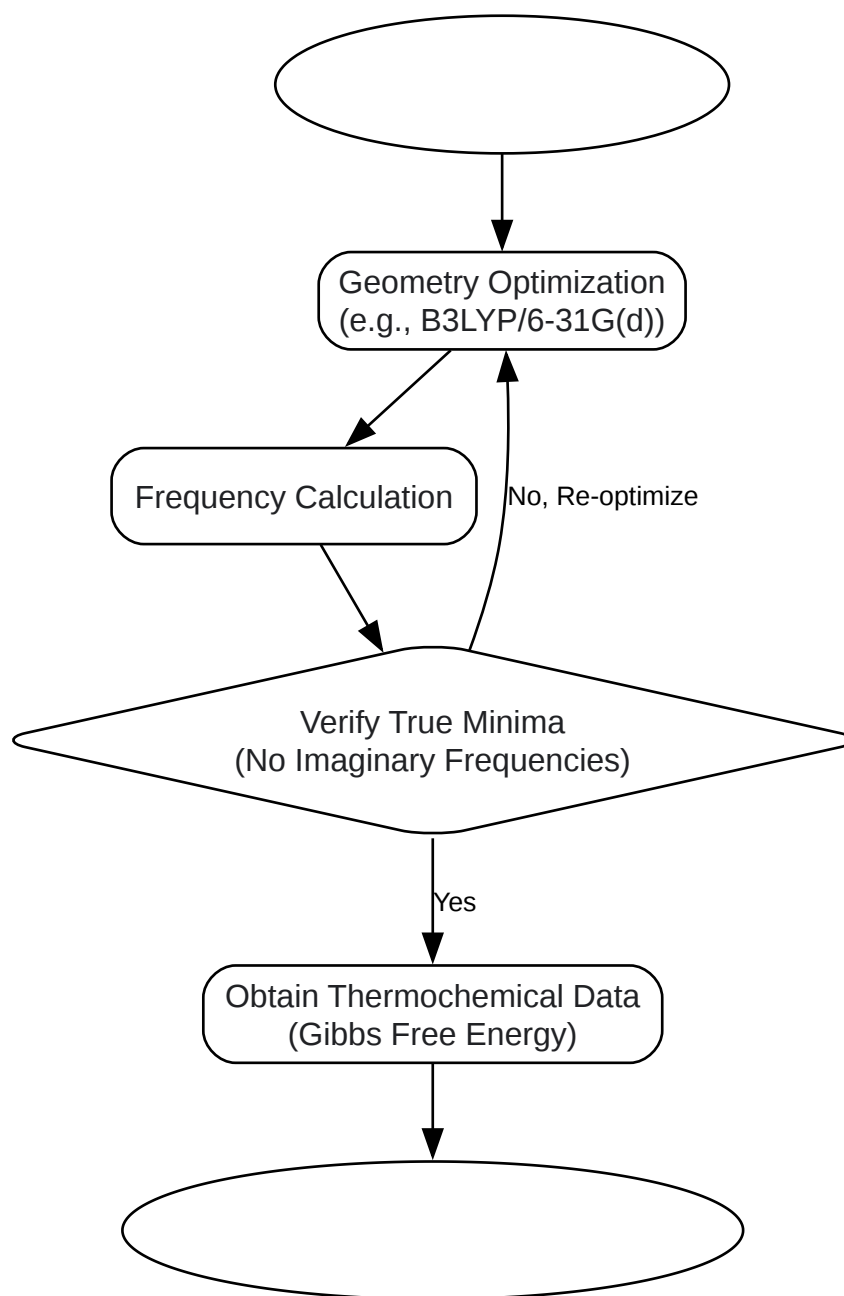 Geometry Optimization
(e.g., B3LYP/6-31G(d))
Frequency Calculation
No, Re-optimize
Verify True Minima
(No Imaginary Frequencies)
Yes
Obtain Thermochemical Data
(Gibbs Free Energy)